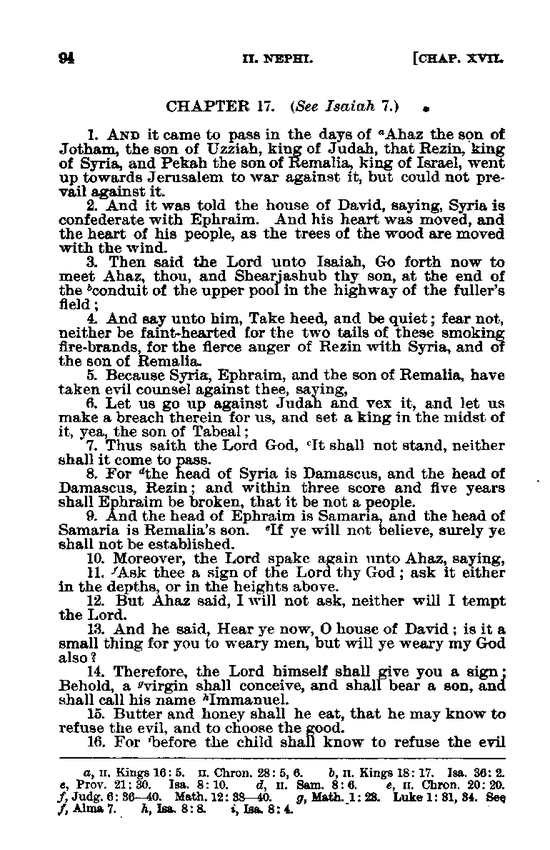 94 II. NEPHI. [CHAP. XVII.
CHAPTER 17. (See Isaiah 7.)
1. AND it came to pass in the days of ᵃAhaz the son of
Jotham, the son of Uzziah, king of Judah, that Rezin, king
of Syria, and Pekah the son of Remalia, king of Israel, went
up towards Jerusalem to war against it, but could not pre-
vail against it.
2. And it was told the house of David, saying, Syria is
confederate with Ephraim. And his heart was moved, and
the heart of his people, as the trees of the wood are moved
with the wind.
3. Then said the Lord unto Isaiah, Go forth now to
meet Ahaz, thou, and Shearjashub thy son, at the end of
the ᵇconduit of the upper pool in the highway of the fuller's
field;
4. And say unto him, Take heed, and be quiet; fear not,
neither be faint-hearted for the two tails of these smoking
fire-brands, for the fierce anger of Rezin with Syria, and of
the son of Remalia.
5. Because Syria, Ephraim, and the son of Remalia, have
taken evil counsel against thee, saying,
6. Let us go up against Judah and vex it, and let us
make a breach therein for us, and set a king in the midst of
it, yea, the son of Tabeal;
7. Thus saith the Lord God, ᶜIt shall not stand, neither
shall it come to pass.
8. For ᵈthe head of Syria is Damascus, and the head of
Damascus, Rezin; and within three score and five years
shall Ephraim be broken, that it be not a people.
9. And the head of Ephraim is Samaria, and the head of
Samaria is Remalia's son. ᵉIf ye will not believe, surely ye
shall not be established.
10. Moreover, the Lord spake again unto Ahaz, saying,
11. ᶠAsk thee a sign of the Lord thy God; ask it either
in the depths, or in the heights above.
12. But Ahaz said, I will not ask, neither will I tempt
the Lord.
13. And he said, Hear ye now, O house of David; is it a
small thing for you to weary men, but will ye weary my God
also?
14. Therefore, the Lord himself shall give you a sign;
Behold, a ᵍvirgin shall conceive, and shall bear a son, and
shall call his name ʰImmanuel.
15. Butter and honey shall he eat, that he may know to
refuse the evil, and to choose the good.
16. For ⁱbefore the child shall know to refuse the evil
a, II. Kings 16: 5. II. Chron. 28: 5, 6. b, II. Kings 18: 17. Isa. 36: 2.
c, Prov. 21: 30. Isa. 8: 10. d, II. Sam. 8: 6. e, II. Chron. 20: 20.
f, Judg. 6: 36—40. Math. 12: 38—40. g, Math. 1: 23. Luke 1: 31, 34. See
f, Alma 7. h, Isa. 8: 8. i, Isa. 8: 4.